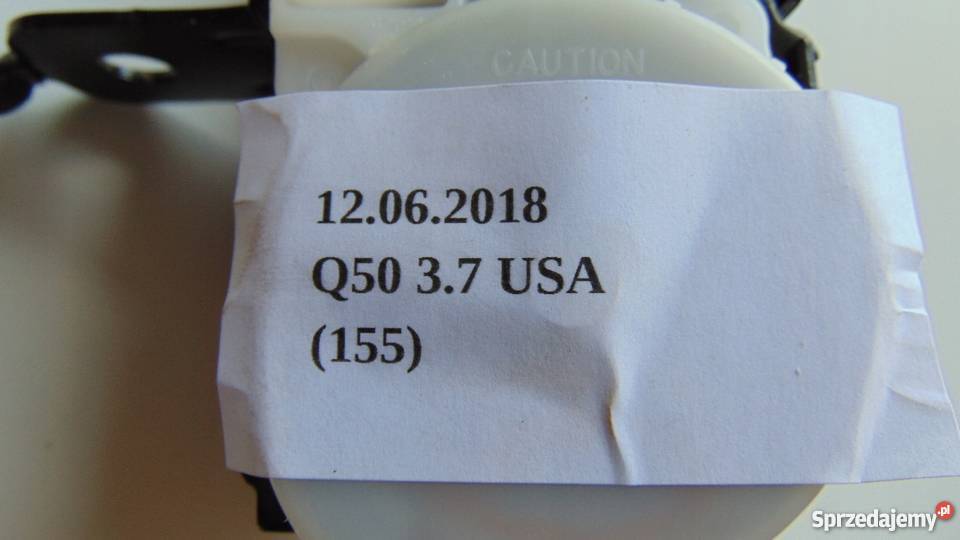 CAUTION
12.06.2018
Q50 3.7 USA
(155)
Sprzedajemy.pl